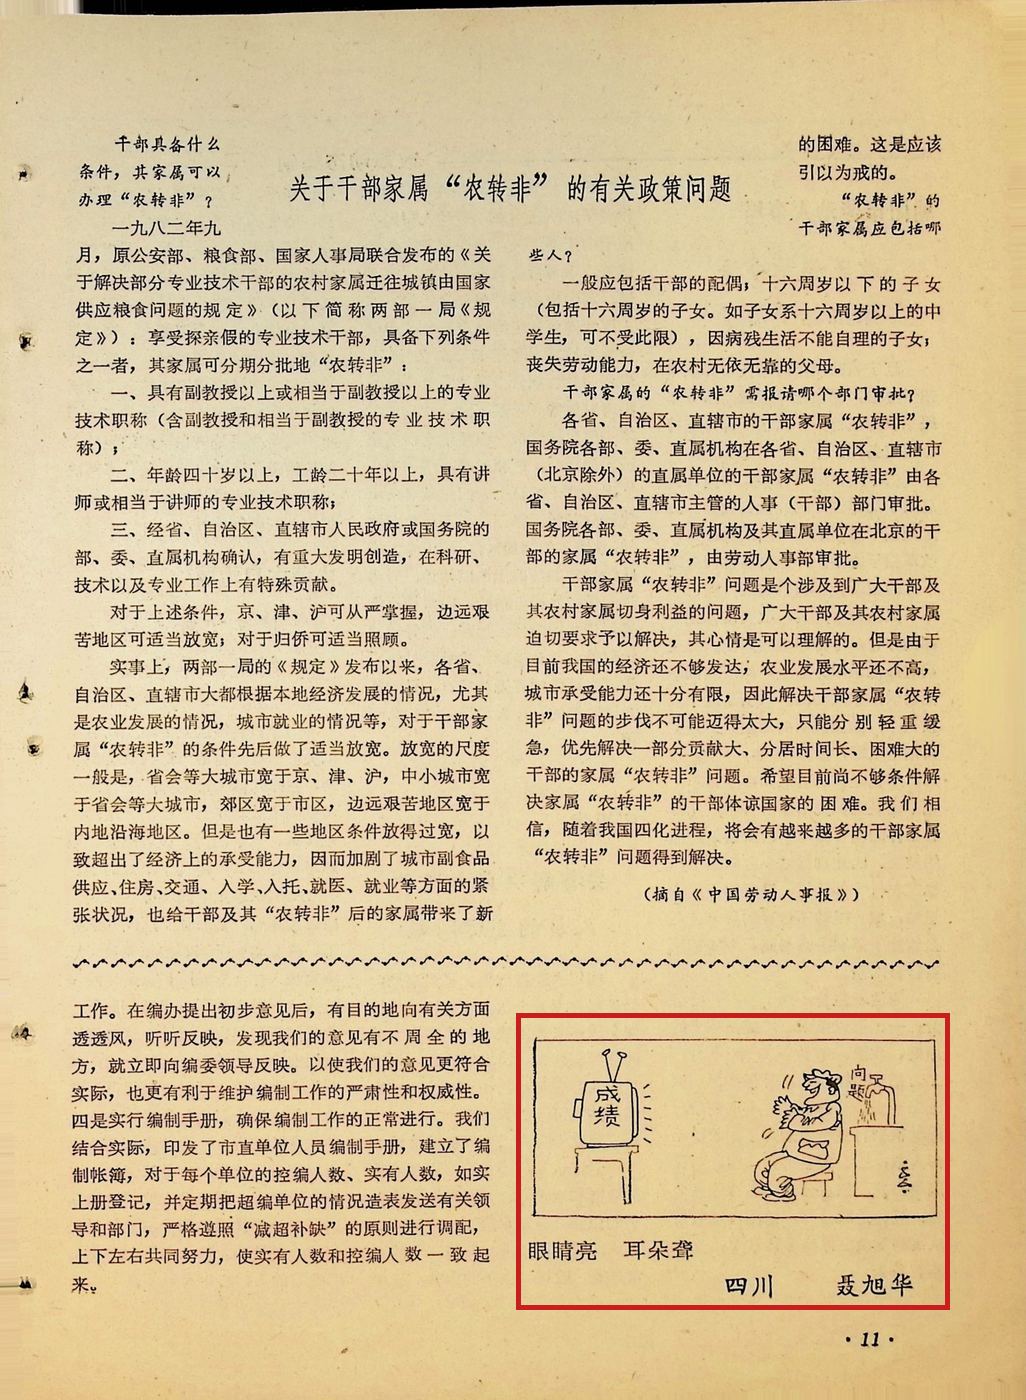 关于干部家属“农转非”的有关政策问题
干部具备什么
条件，其家属可以
办理“农转非”？
一九八二年九
月，原公安部、粮食部、国家人事局联合发布的《关
于解决部分专业技术干部的农村家属迁往城镇由国家
供应粮食问题的规定》（以下简称两部一局《规
定》）：享受探亲假的专业技术干部，具备下列条件
之一者，其家属可分期分批地“农转非”：
一、具有副教授以上或相当于副教授以上的专业
技术职称（含副教授和相当于副教授的专业技术职
称）；
二、年龄四十岁以上，工龄二十年以上，具有讲
师或相当于讲师的专业技术职称；
三、经省、自治区、直辖市人民政府或国务院的
部、委、直属机构确认，有重大发明创造，在科研、
技术以及专业工作上有特殊贡献。
对于上述条件，京、津、沪可从严掌握，边远艰
苦地区可适当放宽；对于归侨可适当照顾。
实事上，两部一局的《规定》发布以来，各省、
自治区、直辖市大都根据本地经济发展的情况，尤其
是农业发展的情况，城市就业的情况等，对于干部家
属“农转非”的条件先后做了适当放宽。放宽的尺度
一般是，省会等大城市宽于京、津、沪，中小城市宽
于省会等大城市，郊区宽于市区，边远艰苦地区宽于
内地沿海地区。但是也有一些地区条件放得过宽，以
致超出了经济上的承受能力，因而加剧了城市副食品
供应、住房、交通、入学、入托、就医、就业等方面的紧
张状况，也给干部及其“农转非”后的家属带来了新
的困难。这是应该
引以为戒的。
“农转非”的
干部家属应包括哪
些人？
一般应包括干部的配偶；十六周岁以下的子女
（包括十六周岁的子女。如子女系十六周岁以上的中
学生，可不受此限），因病残生活不能自理的子女；
丧失劳动能力，在农村无依无靠的父母。
干部家属的“农转非”需报请哪个部门审批？
各省、自治区、直辖市的干部家属“农转非”，
国务院各部、委、直属机构在各省、自治区、直辖市
（北京除外）的直属单位的干部家属“农转非”由各
省、自治区、直辖市主管的人事（干部）部门审批。
国务院各部、委、直属机构及其直属单位在北京的干
部的家属“农转非”，由劳动人事部审批。
干部家属“农转非”问题是个涉及到广大干部及
其农村家属切身利益的问题，广大干部及其农村家属
迫切要求予以解决，其心情是可以理解的。但是由于
目前我国的经济还不够发达，农业发展水平还不高，
城市承受能力还十分有限，因此解决干部家属“农转
非”问题的步伐不可能迈得太大，只能分别轻重缓
急，优先解决一部分贡献大、分居时间长、困难大的
干部的家属“农转非”问题。希望目前尚不够条件解
决家属“农转非”的干部体谅国家的困难。我们相
信，随着我国四化进程，将会有越来越多的干部家属
“农转非”问题得到解决。
（摘自《中国劳动人事报》）
工作。在编办提出初步意见后，有目的地向有关方面
透透风，听听反映，发现我们的意见有不周全的地
方，就立即向编委领导反映。以使我们的意见更符合
实际，也更有利于维护编制工作的严肃性和权威性。
四是实行编制手册，确保编制工作的正常进行。我们
结合实际，印发了市直单位人员编制手册，建立了编
制帐簿，对于每个单位的控编人数、实有人数，如实
上册登记，并定期把超编单位的情况造表发送有关领
导和部门，严格遵照“减超补缺”的原则进行调配，
上下左右共同努力，使实有人数和控编人数一致起
来。
成
绩
问
题
眼睛亮 耳朵聋
四川 聂旭华
·11·